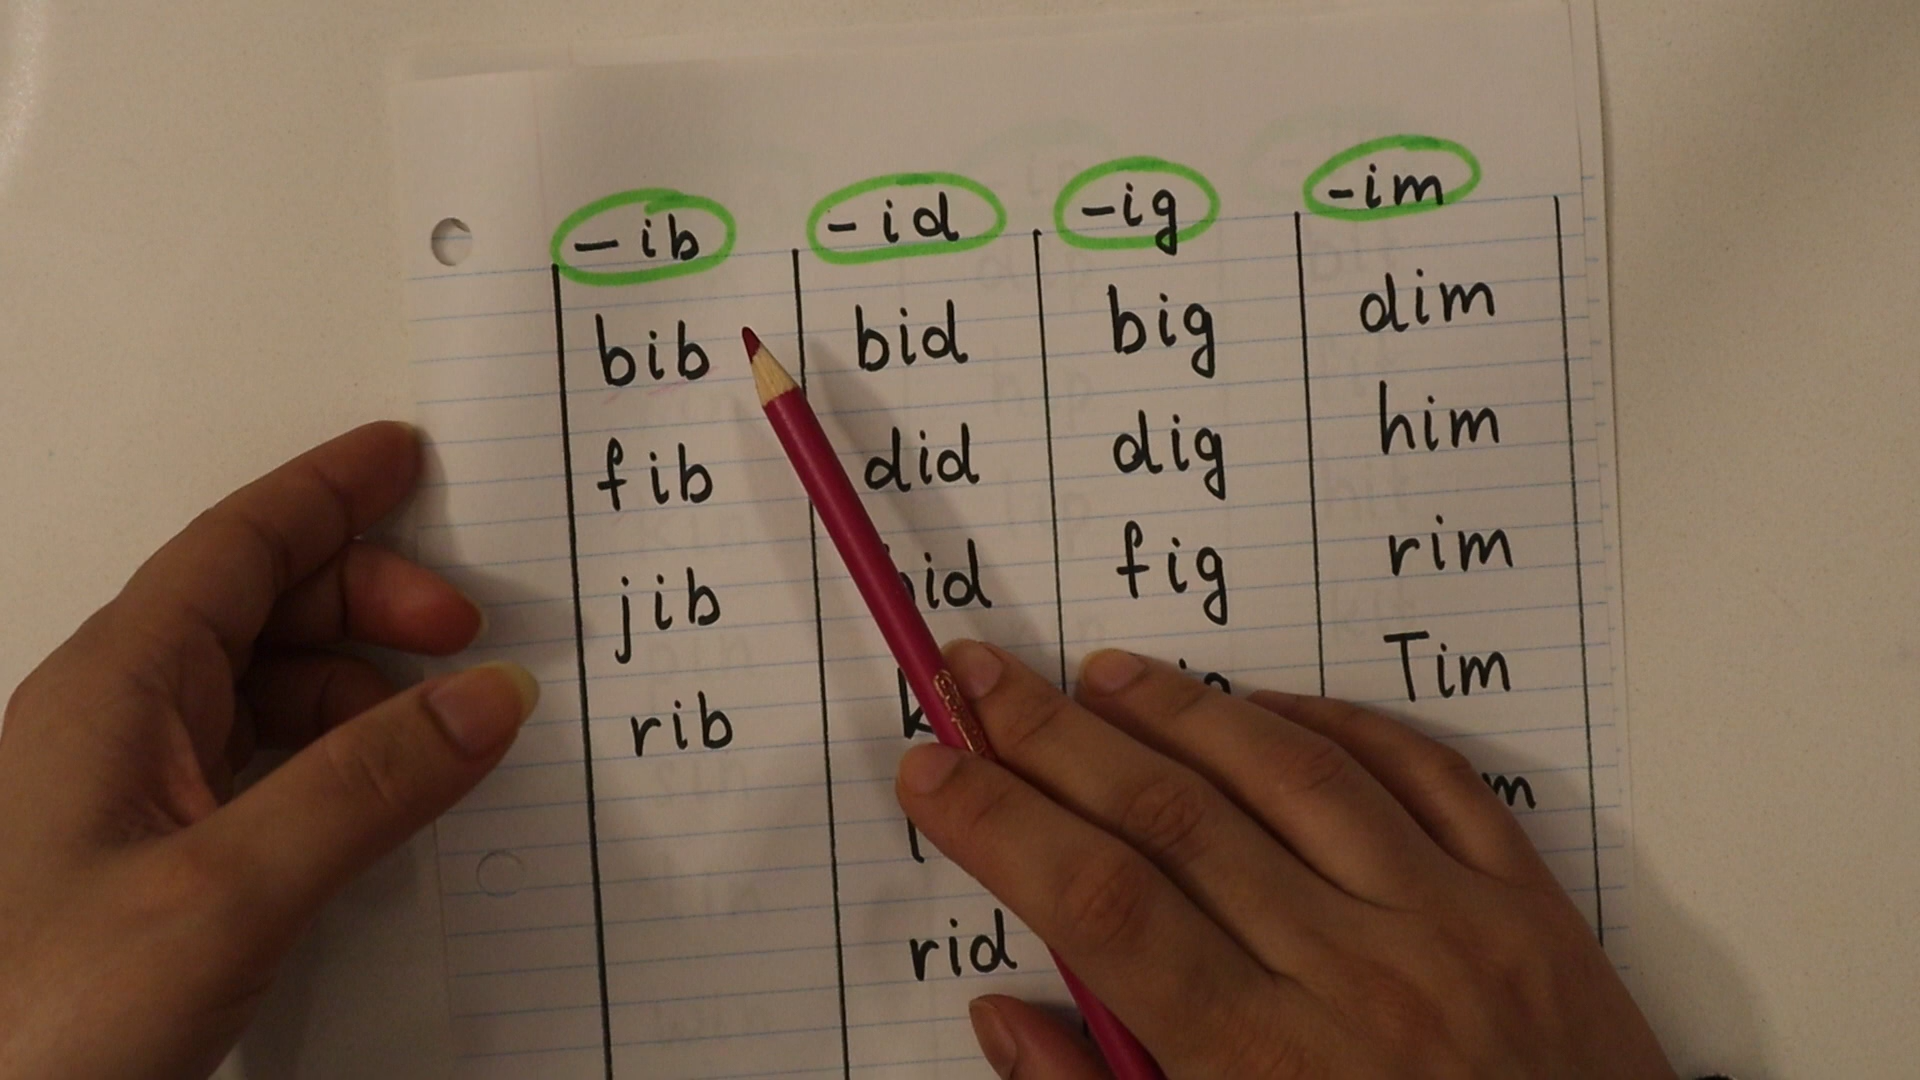 -ib -id -ig -im
bib bid big dim
fib did dig him
jib fig rim
rib Tim
rid